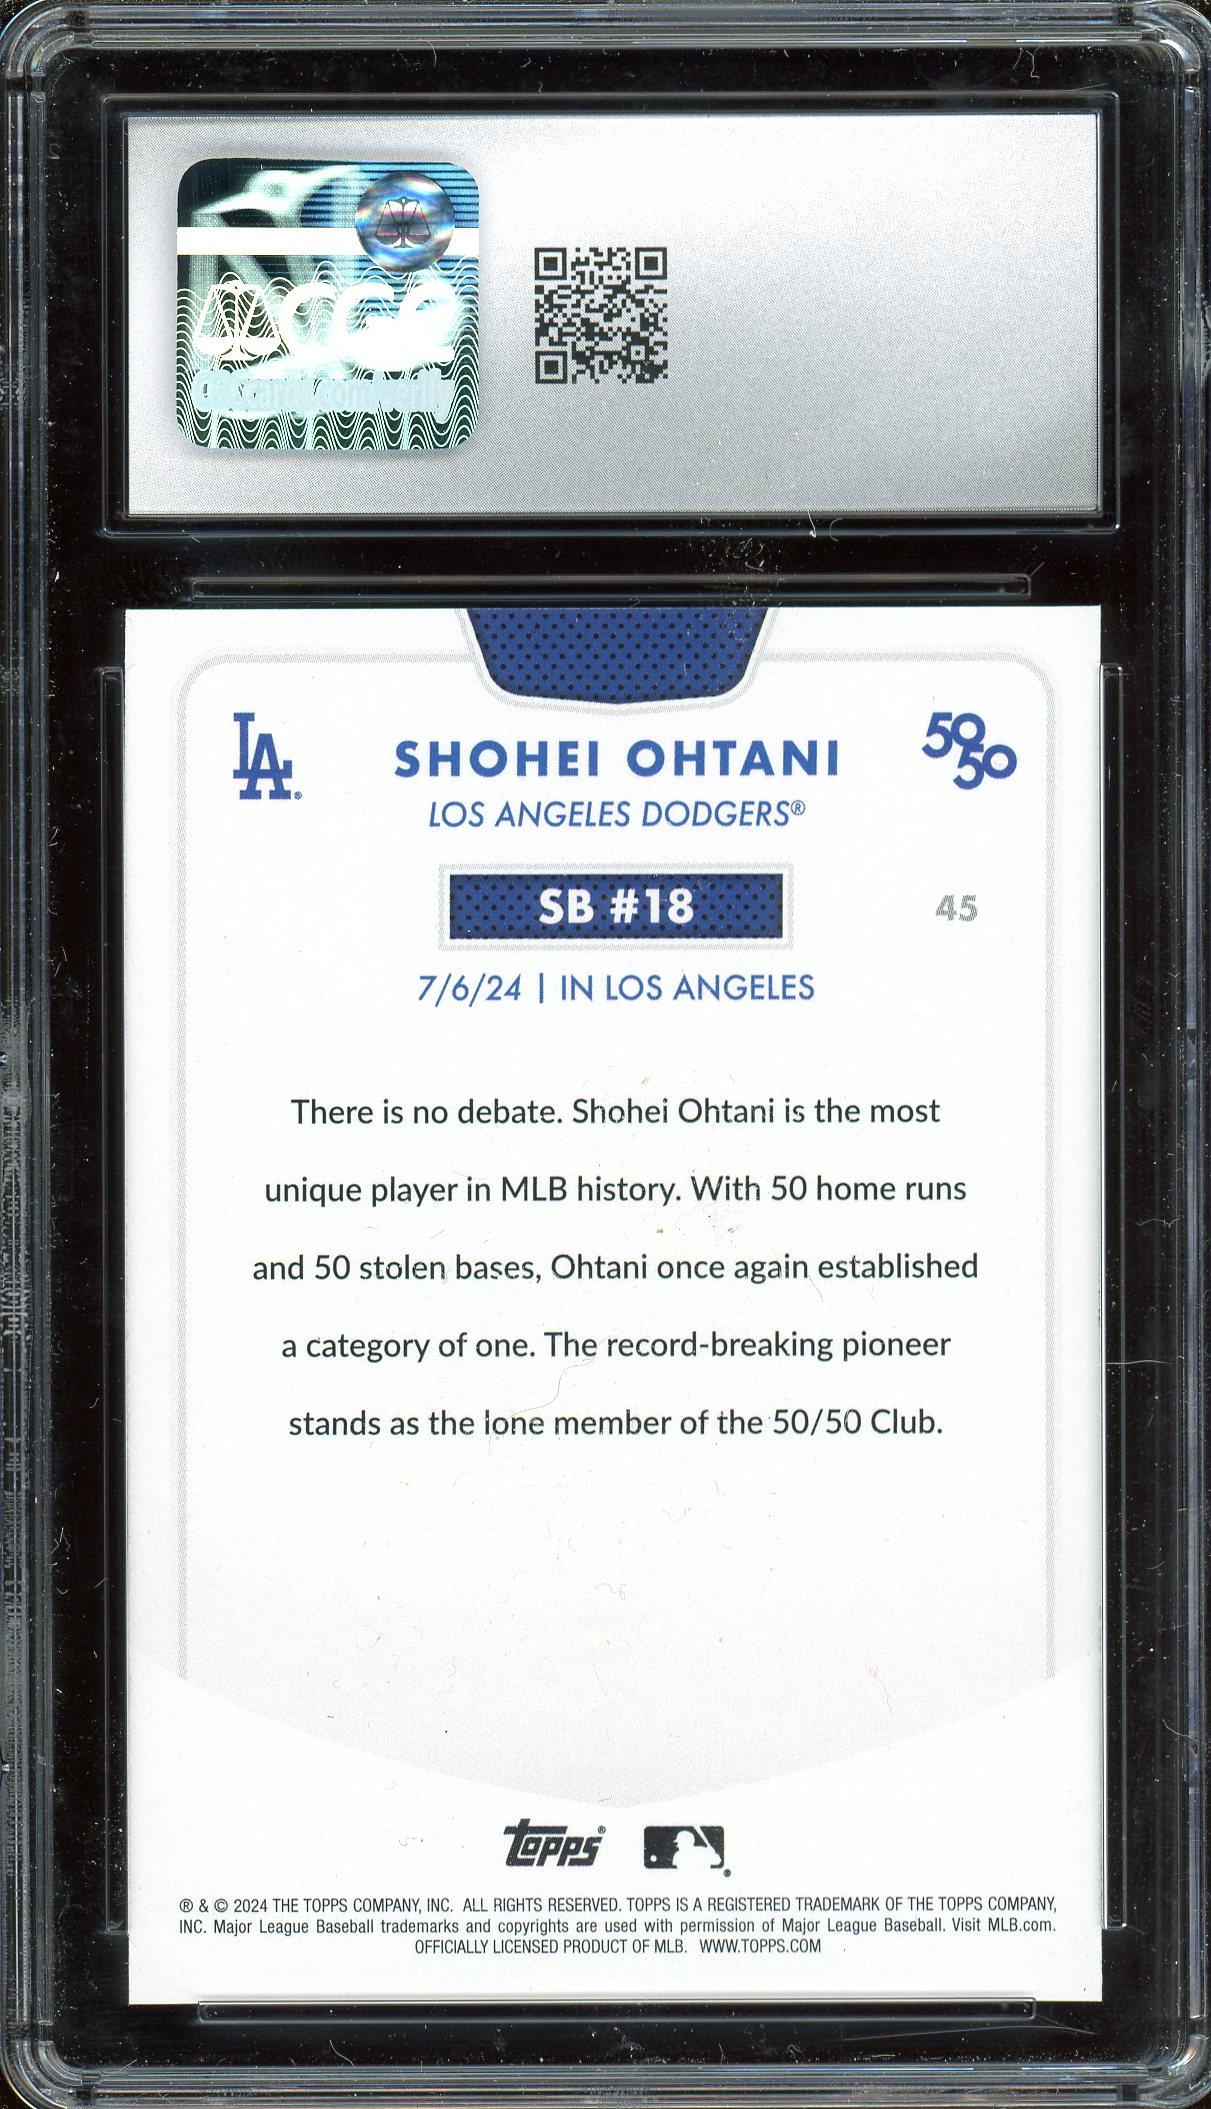 CGC
LA®
SHOHEI OHTANI
50/50
LOS ANGELES DODGERS®
SB #18
45
7/6/24 | IN LOS ANGELES
There is no debate. Shohei Ohtani is the most
unique player in MLB history. With 50 home runs
and 50 stolen bases, Ohtani once again established
a category of one. The record-breaking pioneer
stands as the lone member of the 50/50 Club.
topps®
® & © 2024 THE TOPPS COMPANY, INC. ALL RIGHTS RESERVED. TOPPS IS A REGISTERED TRADEMARK OF THE TOPPS COMPANY,
INC. Major League Baseball trademarks and copyrights are used with permission of Major League Baseball. Visit MLB.com.
OFFICIALLY LICENSED PRODUCT OF MLB. WWW.TOPPS.COM